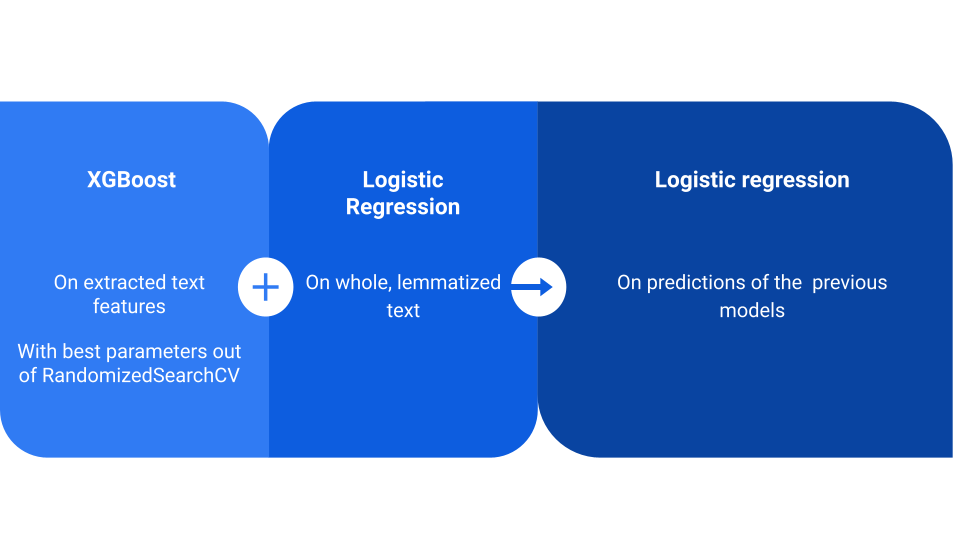 XGBoost
On extracted text
features
With best parameters out
of RandomizedSearchCV
Logistic
Regression
On whole, lemmatized
text
Logistic regression
On predictions of the  previous
models